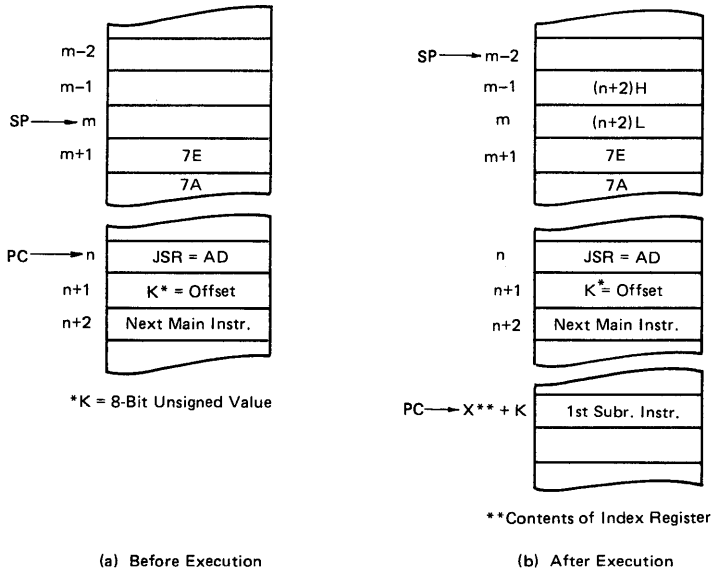 m–2
m–1
SP m
m+1 7E
7A
PC n JSR = AD
n+1 K* = Offset
n+2 Next Main Instr.
*K = 8-Bit Unsigned Value
(a) Before Execution
SP m–2
m–1 (n+2)H
m (n+2)L
m+1 7E
7A
n JSR = AD
n+1 K* = Offset
n+2 Next Main Instr.
PC X** + K 1st Subr. Instr.
**Contents of Index Register
(b) After Execution